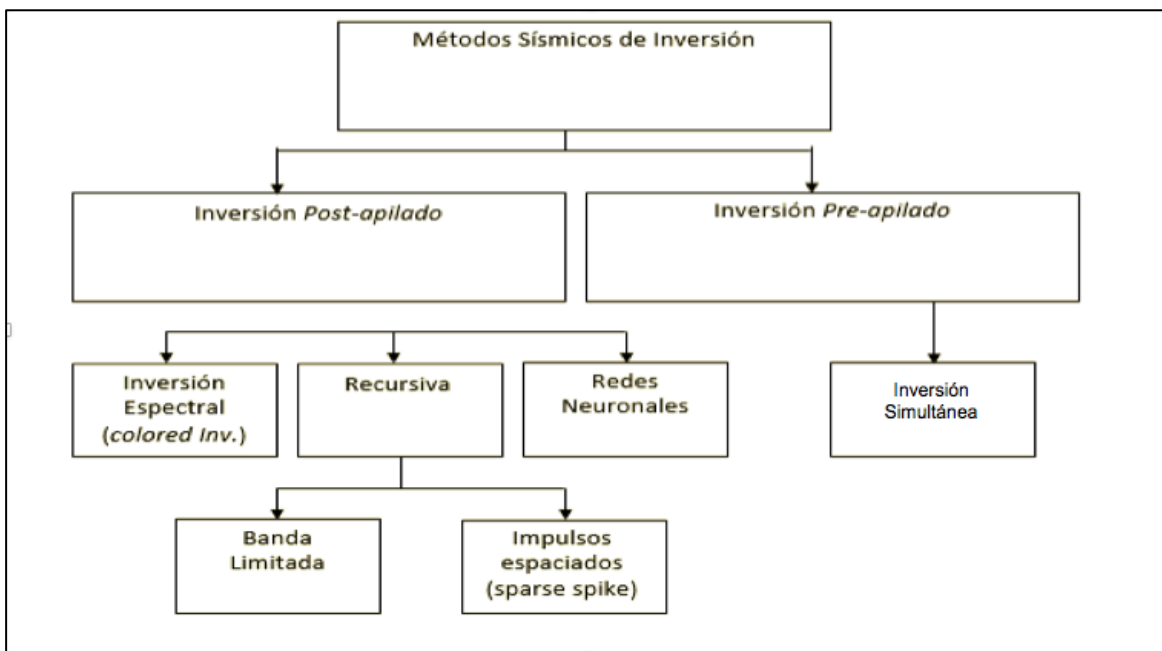 Métodos Sísmicos de Inversión
Inversión Post-apilado
Inversión Pre-apilado
Inversión
Espectral
(colored Inv.)
Recursiva
Redes
Neuronales
Inversión
Simultánea
Banda
Limitada
Impulsos
espaciados
(sparse spike)